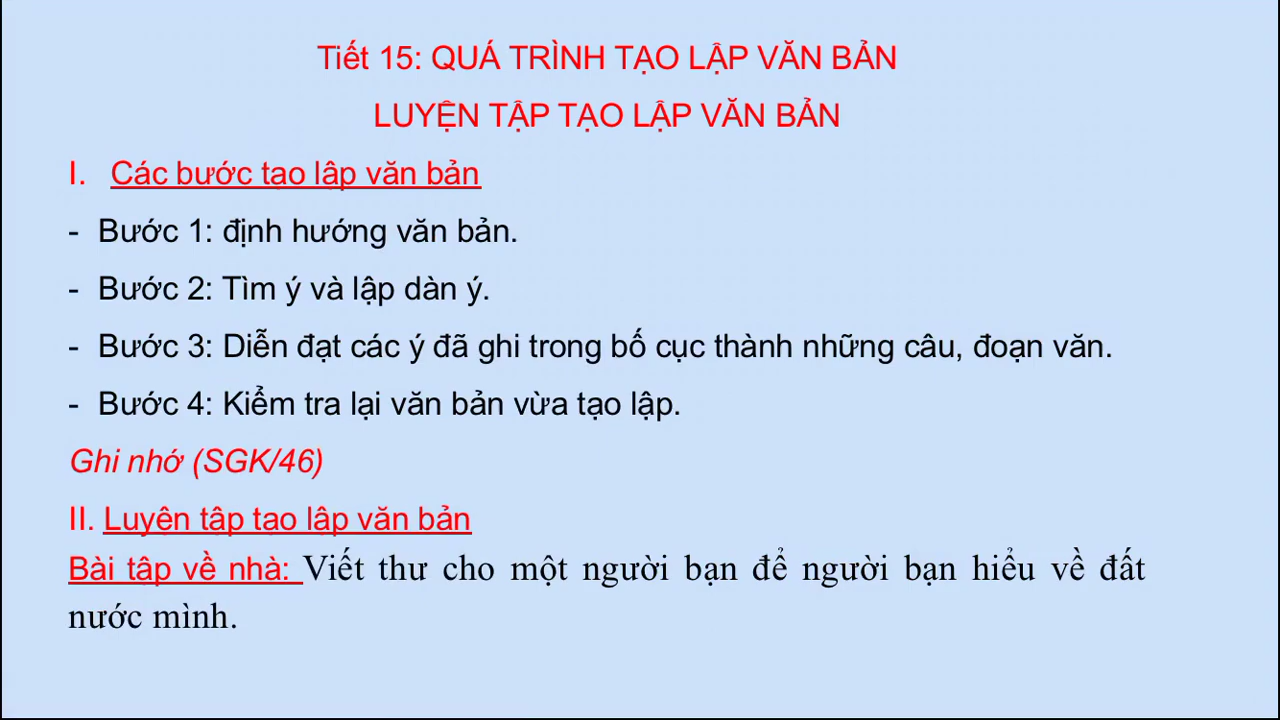 Tiết 15: QUÁ TRÌNH TẠO LẬP VĂN BẢN
LUYỆN TẬP TẠO LẬP VĂN BẢN
I. Các bước tạo lập văn bản
- Bước 1: định hướng văn bản.
- Bước 2: Tìm ý và lập dàn ý.
- Bước 3: Diễn đạt các ý đã ghi trong bố cục thành những câu, đoạn văn.
- Bước 4: Kiểm tra lại văn bản vừa tạo lập.
Ghi nhớ (SGK/46)
II. Luyện tập tạo lập văn bản
Bài tập về nhà: Viết thư cho một người bạn để người bạn hiểu về đất
nước mình.